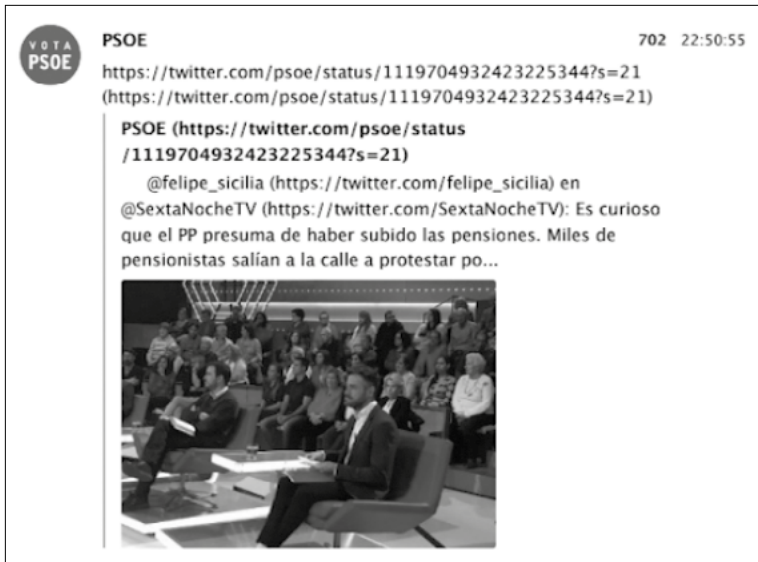 VOTA
PSOE
PSOE 702 22:50:55
https://twitter.com/psoe/status/1119704932423225344?s=21
(https://twitter.com/psoe/status/1119704932423225344?s=21)
PSOE (https://twitter.com/psoe/status
/1119704932423225344?s=21)
@felipe_sicilia (https://twitter.com/felipe_sicilia) en
@SextaNocheTV (https://twitter.com/SextaNocheTV): Es curioso
que el PP presuma de haber subido las pensiones. Miles de
pensionistas salían a la calle a protestar po...